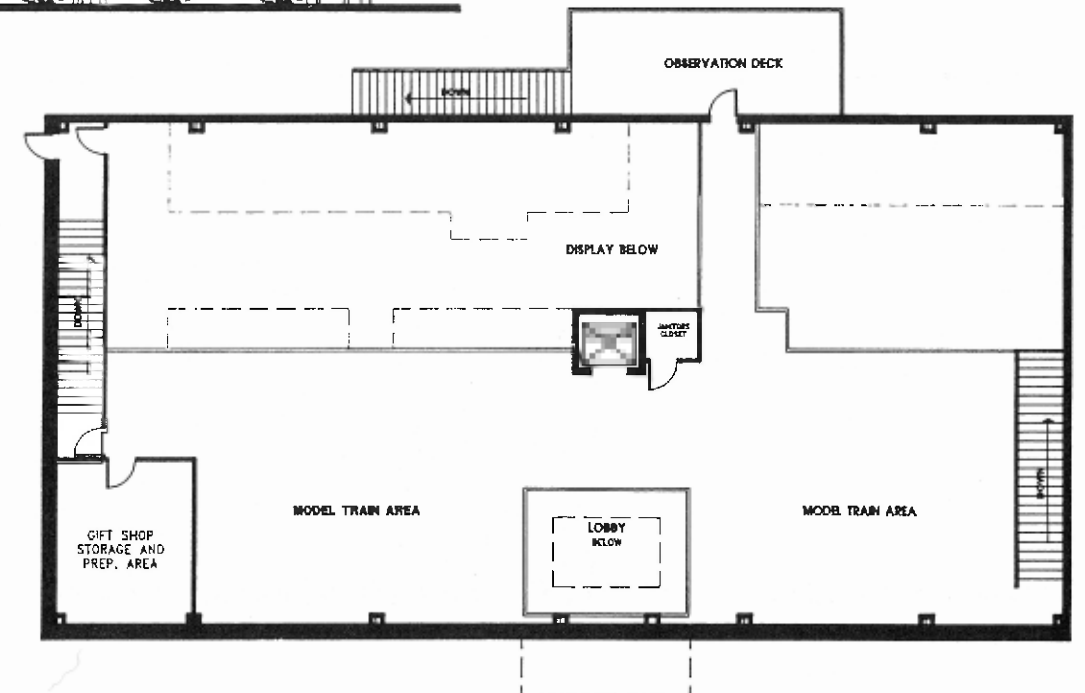 OBSERVATION DECK
DOWN
DISPLAY BELOW
JANITORS
CLOSET
DOWN
MODEL TRAIN AREA
LOBBY
BELOW
MODEL TRAIN AREA
DOWN
GIFT SHOP
STORAGE AND
PREP. AREA